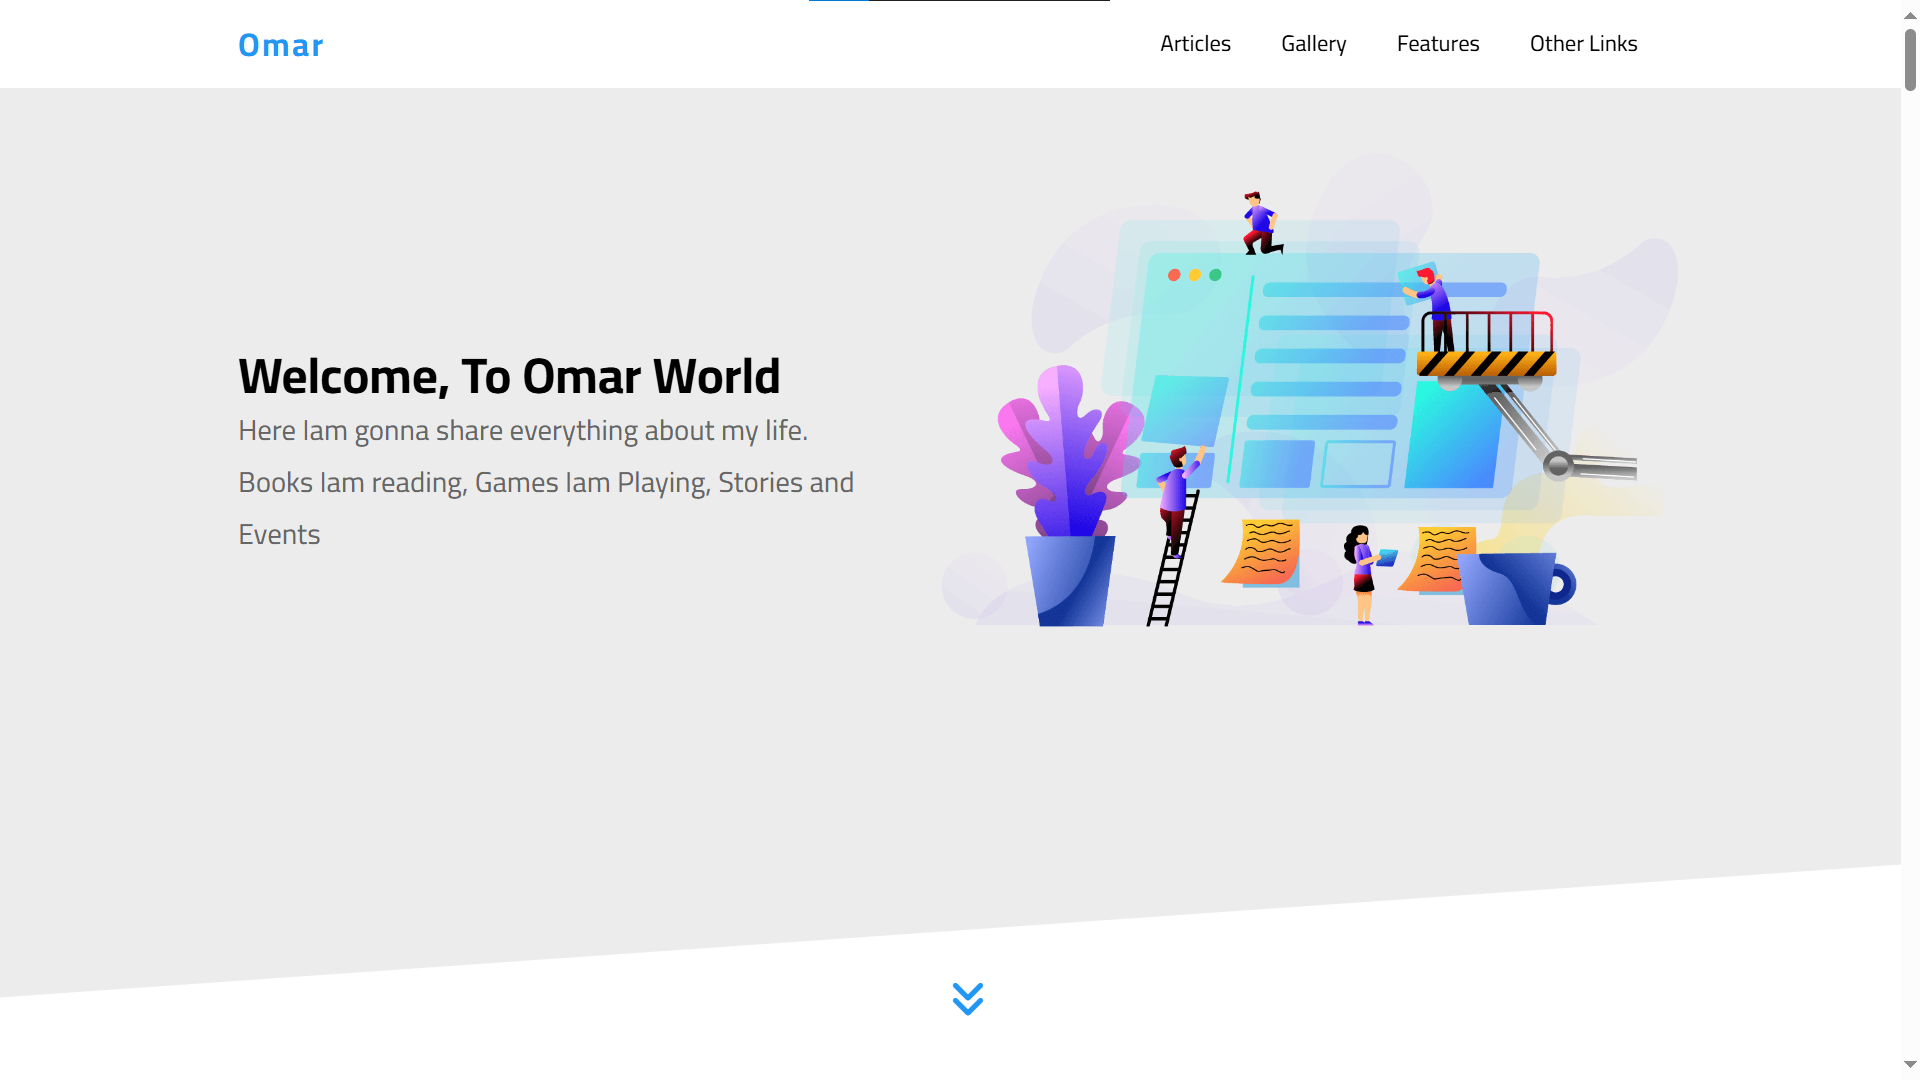 Omar
Articles
Gallery
Features
Other Links
Welcome, To Omar World
Here Iam gonna share everything about my life.
Books Iam reading, Games Iam Playing, Stories and
Events